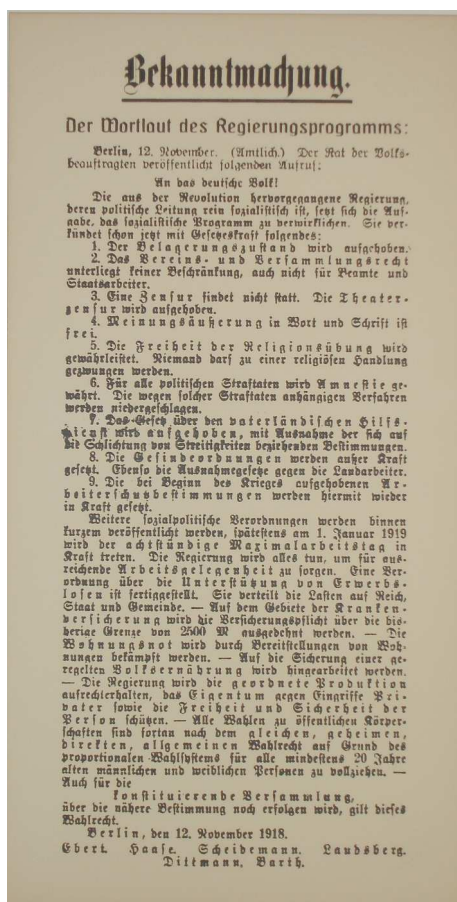 Bekanntmachung.
Der Wortlaut des Regierungsprogramms:
Berlin, 12. November. (Amtlich.) Der Rat der Volks-
beauftragten veröffentlicht folgenden Aufruf:
An das deutsche Volk!
Die aus der Revolution hervorgegangene Regierung,
deren politische Leitung rein sozialistisch ist, setzt sich die Auf-
gabe, das sozialistische Programm zu verwirklichen. Sie ver-
kündet schon jetzt mit Gesetzeskraft folgendes:
1. Der Belagerungszustand wird aufgehoben.
2. Das Vereins- und Versammlungsrecht
unterliegt keiner Beschränkung, auch nicht für Beamte und
Staatsarbeiter.
3. Eine Zensur findet nicht statt. Die Theater-
zensur wird aufgehoben.
4. Meinungsäußerung in Wort und Schrift ist
frei.
5. Die Freiheit der Religionsübung wird
gewährleistet. Niemand darf zu einer religiösen Handlung
gezwungen werden.
6. Für alle politischen Straftaten wird Amnestie ge-
währt. Die wegen solcher Straftaten anhängigen Verfahren
werden niedergeschlagen.
7. Das Gesetz über den vaterländischen Hilfs-
dienst wird aufgehoben, mit Ausnahme der sich auf
die Schlichtung von Streitigkeiten beziehenden Bestimmungen.
8. Die Gesindeordnungen werden außer Kraft
gesetzt. Ebenso die Ausnahmegesetze gegen die Landarbeiter.
9. Die bei Beginn des Krieges aufgehobenen Ar-
beiterschutzbestimmungen werden hiermit wieder
in Kraft gesetzt.
Weitere sozialpolitische Verordnungen werden binnen
kurzem veröffentlicht werden, spätestens am 1. Januar 1919
wird der achtstündige Maximalarbeitstag in
Kraft treten. Die Regierung wird alles tun, um für aus-
reichende Arbeitsgelegenheit zu sorgen. Eine Ver-
ordnung über die Unterstützung von Erwerbs-
losen ist fertiggestellt. Sie verteilt die Lasten auf Reich,
Staat und Gemeinde. — Auf dem Gebiete der Kranken-
versicherung wird die Versicherungspflicht über die bis-
herige Grenze von 2500 M ausgedehnt werden. — Die
Wohnungsnot wird durch Bereitstellungen von Woh-
nungen bekämpft werden. — Auf die Sicherung einer ge-
regelten Volksernährung wird hingearbeitet werden.
— Die Regierung wird die geordnete Produktion
aufrechterhalten, das Eigentum gegen Eingriffe Pri-
vater sowie die Freiheit und Sicherheit der
Person schützen. — Alle Wahlen zu öffentlichen Körper-
schaften sind fortan nach dem gleichen, geheimen,
direkten, allgemeinen Wahlrecht auf Grund des
proportionalen Wahlsystems für alle mindestens 20 Jahre
alten männlichen und weiblichen Personen zu vollziehen. —
Auch für die
konstituierende Versammlung,
über die nähere Bestimmung noch erfolgen wird, gilt dieses
Wahlrecht.
Berlin, den 12. November 1918.
Ebert. Haase. Scheidemann. Landsberg.
Dittmann. Barth.